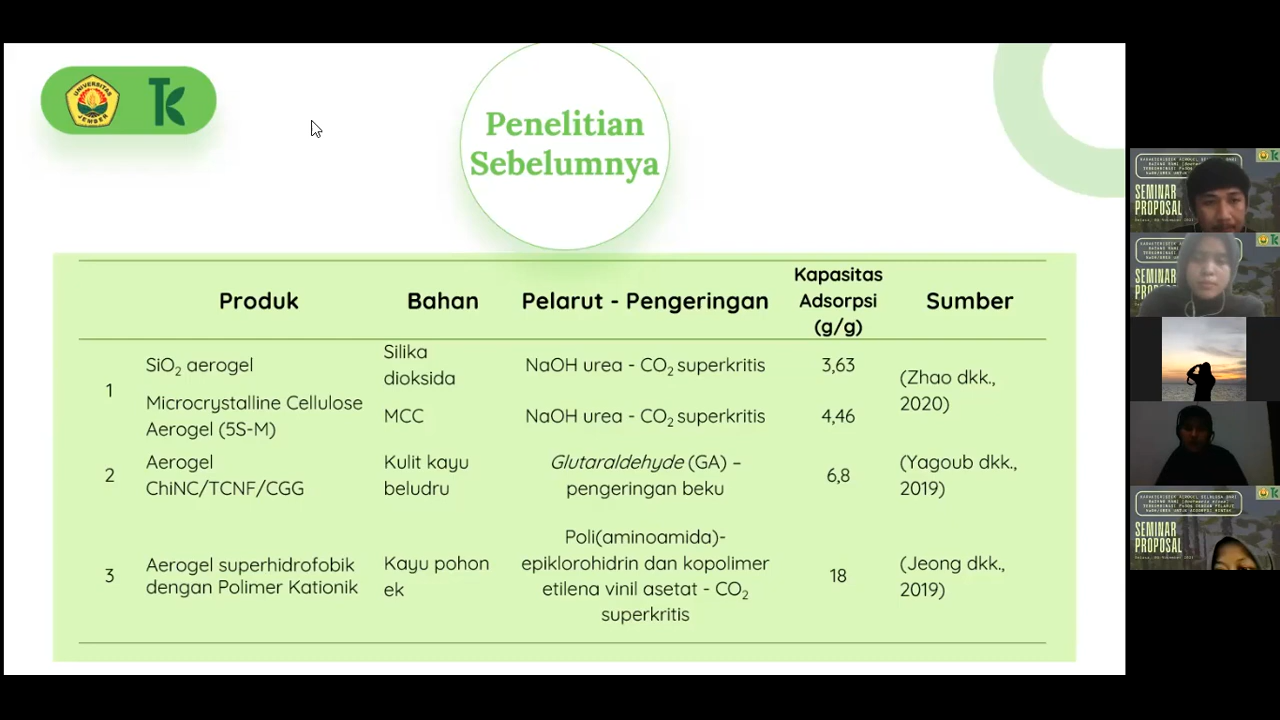 UNIVERSITAS
JEMBER
TK
Penelitian
Sebelumnya
Produk
Bahan
Pelarut - Pengeringan
Kapasitas
Adsorpsi
(g/g)
Sumber
1
SiO₂ aerogel
Silika
dioksida
NaOH urea - CO₂ superkritis
3,63
(Zhao dkk.,
2020)
Microcrystalline Cellulose
Aerogel (5S-M)
MCC
NaOH urea - CO₂ superkritis
4,46
2
Aerogel
ChiNC/TCNF/CGG
Kulit kayu
beludru
Glutaraldehyde (GA) –
pengeringan beku
6,8
(Yagoub dkk.,
2019)
3
Aerogel superhidrofobik
dengan Polimer Kationik
Kayu pohon
ek
Poli(aminoamida)-
epiklorohidrin dan kopolimer
etilena vinil asetat - CO₂
superkritis
18
(Jeong dkk.,
2019)
SEMINAR
PROPOSAL
SEMINAR
PROPOSAL